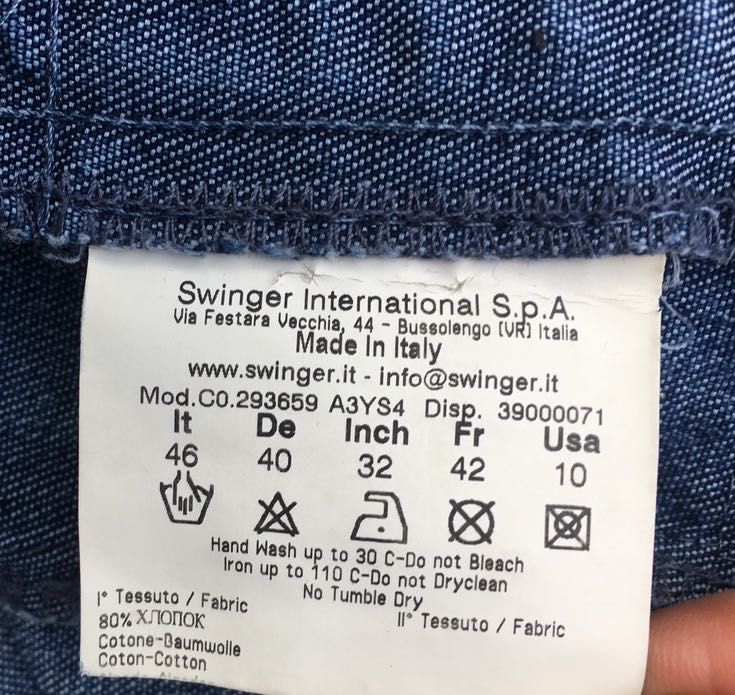 Swinger International S.p.A.
Via Festara Vecchia, 44 - Bussolengo (VR) Italia
Made In Italy
www.swinger.it - info@swinger.it
Mod.C0.293659 A3YS4 Disp. 39000071
It De Inch Fr Usa
46 40 32 42 10
Hand Wash up to 30 C-Do not Bleach
Iron up to 110 C-Do not Dryclean
No Tumble Dry
I° Tessuto / Fabric
II° Tessuto / Fabric
80% ХЛОПОК
Cotone-Baumwolle
Coton-Cotton